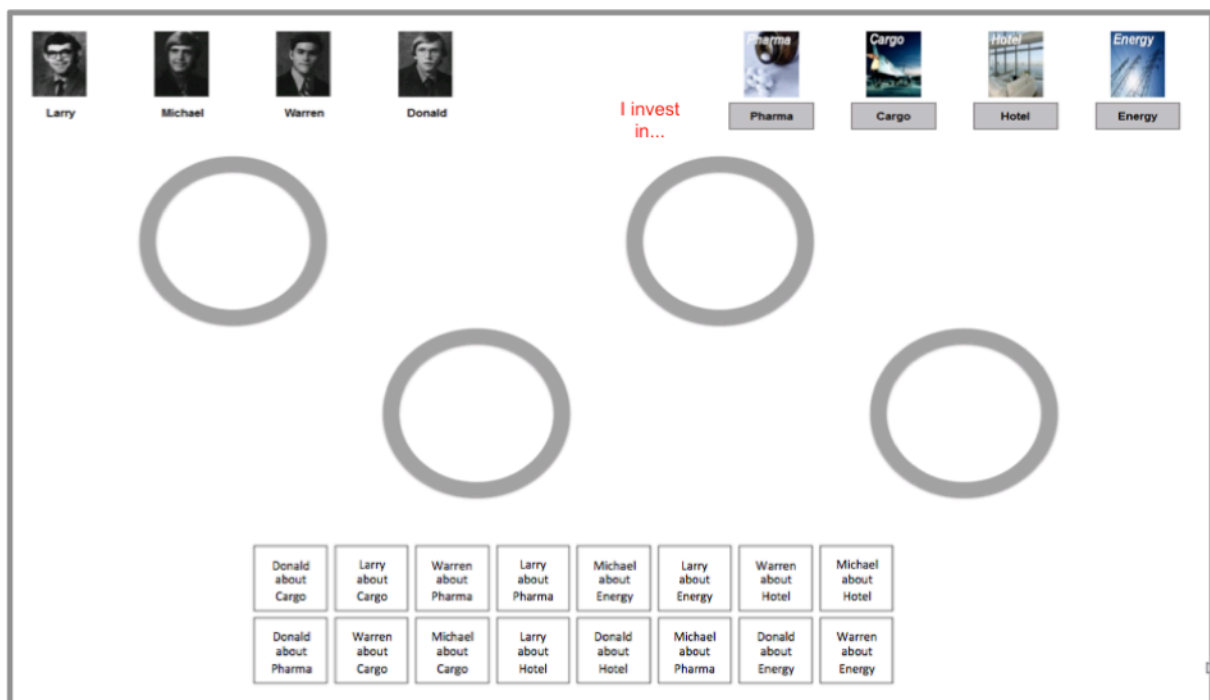 Pharma Cargo Hotel Energy
Larry Michael Warren Donald
I invest
in...
Pharma Cargo Hotel Energy
Donald about Cargo
Larry about Cargo
Warren about Pharma
Larry about Pharma
Michael about Energy
Larry about Energy
Warren about Hotel
Michael about Hotel
Donald about Pharma
Warren about Cargo
Michael about Cargo
Larry about Hotel
Donald about Hotel
Michael about Pharma
Donald about Energy
Warren about Energy